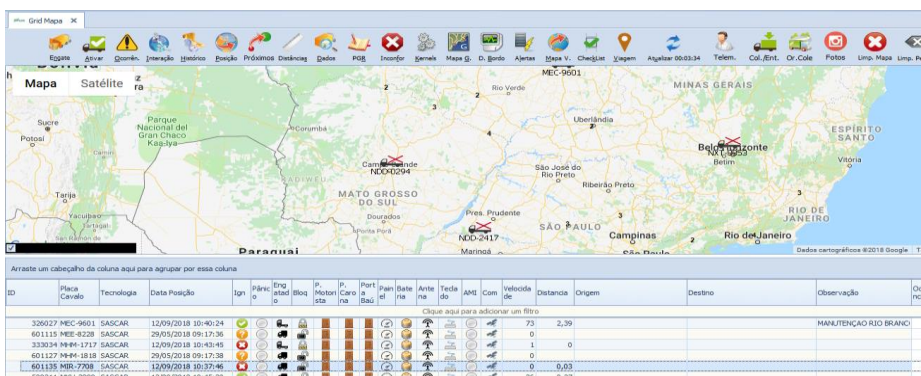 Grid Mapa
Engate Ativar Ocorrên. Interação Histórico Posição Próximos Distâncias Dados PGR Inconfor Kernels Mapa G. D. Bordo Alertas Mapa V. CheckList Viagem Atualizar 00:03:34 Telem. Col./Ent. Or.Cole Fotos Limp. Mapa
Mapa Satélite
MEC-9601
Rio Verde
MINAS GERAIS
Sucre
Potosí
Parque Nacional del Gran Chacó Kaa-Iya
Corumbá
Uberlândia
ESPÍRITO SANTO
Belo Horizonte
Betim
Vitória
NDD-0294
São José do Rio Preto
Ribeirão Preto
Tarija
MATO GROSSO DO SUL
Dourados
Ponta Porã
Pres. Prudente
NDD-2417
Maringá
SÃO PAULO
Campinas
RIO DE JANEIRO
Rio de Janeiro
Yacuiba
Tartagal
Paraguai
São Paulo
Dados cartográficos ©2018 Google
Arraste um cabeçalho da coluna aqui para agrupar por essa coluna
ID Placa Cavalo Tecnologia Data Posição Ign Pânico Engatado Bloq P. Motorista P. Carona Porta Baú Painel Bateria Antena Teclado AMI Com Velocidade Distancia Origem Destino Observação
Clique aqui para adicionar um filtro
326027 MEC-9601 SASCAR 12/09/2018 10:40:24 73 2,39 MANUTENÇAO RIO BRANC
601115 MEE-8228 SASCAR 29/05/2018 09:17:36 0
333034 MHM-1717 SASCAR 12/09/2018 10:43:45 1 0
601127 MHM-1818 SASCAR 29/05/2018 09:17:38 0
601135 MIR-7708 SASCAR 12/09/2018 10:37:46 0 0,03